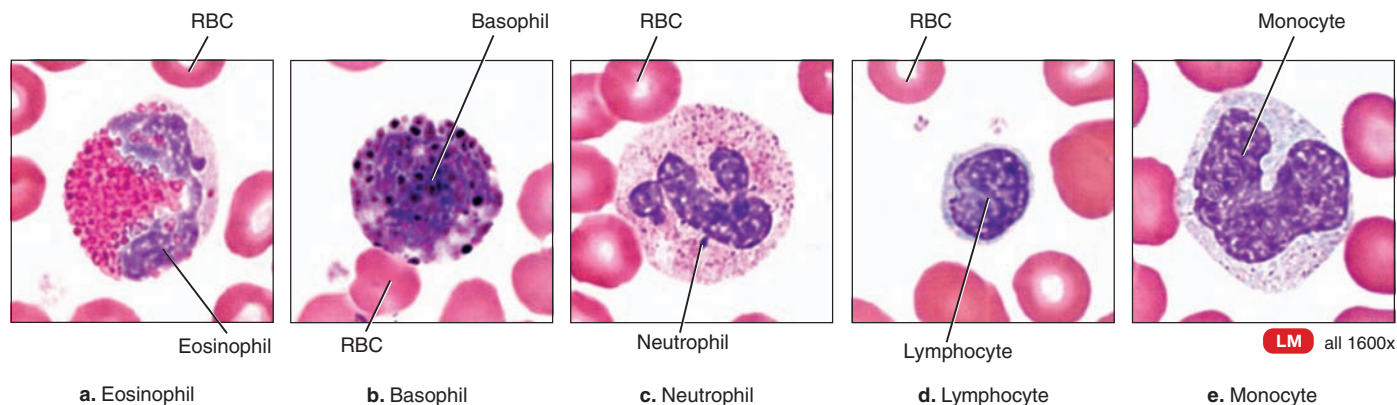 RBC Basophil RBC RBC Monocyte
Eosinophil RBC Neutrophil Lymphocyte LM all 1600x
a. Eosinophil b. Basophil c. Neutrophil d. Lymphocyte e. Monocyte